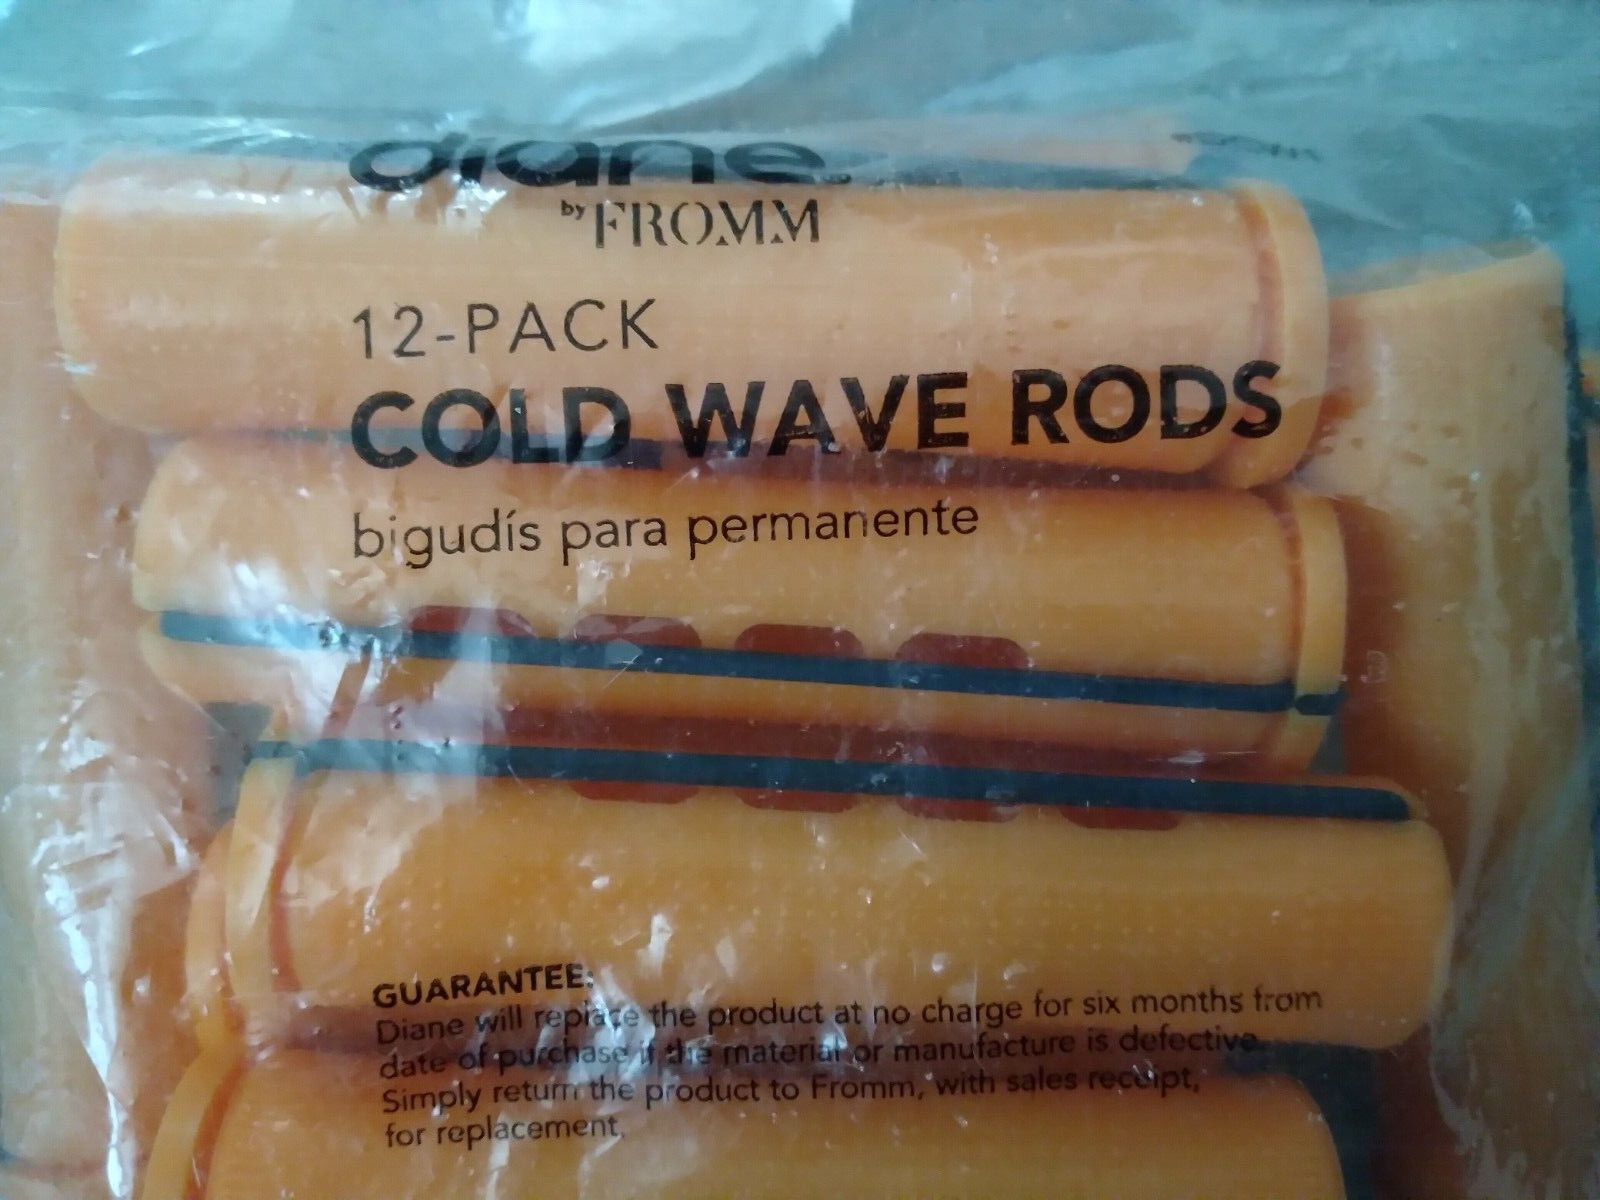 diane
by FROMM
12-PACK
COLD WAVE RODS
bigudís para permanente
GUARANTEE:
Diane will replace the product at no charge for six months from
date of purchase if the material or manufacture is defective.
Simply return the product to Fromm, with sales receipt,
for replacement.